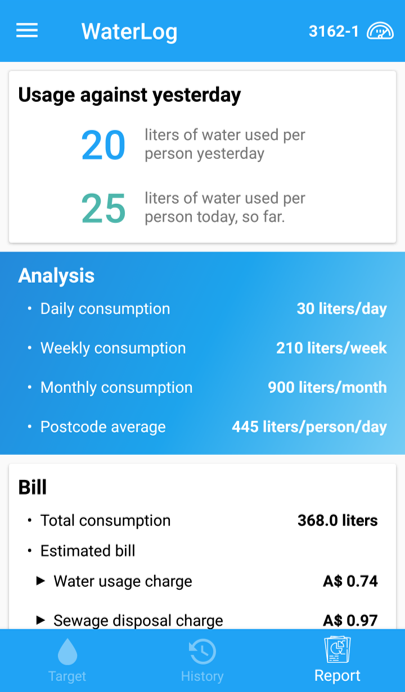 WaterLog
3162-1
Usage against yesterday
20 liters of water used per
person yesterday
25 liters of water used per
person today, so far.
Analysis
• Daily consumption 30 liters/day
• Weekly consumption 210 liters/week
• Monthly consumption 900 liters/month
• Postcode average 445 liters/person/day
Bill
• Total consumption 368.0 liters
• Estimated bill
▶ Water usage charge A$ 0.74
▶ Sewage disposal charge A$ 0.97
Target
History
Report